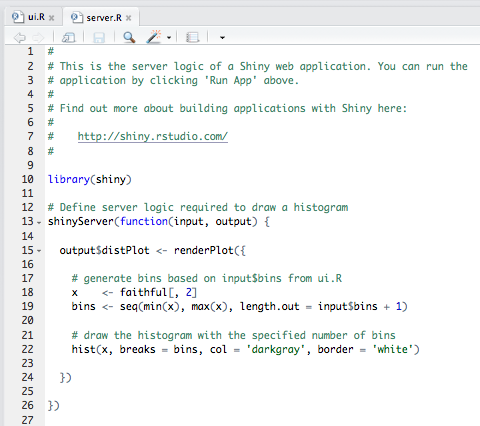 ui.R server.R
1 #
2 # This is the server logic of a Shiny web application. You can run the
3 # application by clicking 'Run App' above.
4 #
5 # Find out more about building applications with Shiny here:
6 #
7 #    http://shiny.rstudio.com/
8 #
9
10 library(shiny)
11
12 # Define server logic required to draw a histogram
13 shinyServer(function(input, output) {
14
15   output$distPlot <- renderPlot({
16
17     # generate bins based on input$bins from ui.R
18     x    <- faithful[, 2]
19     bins <- seq(min(x), max(x), length.out = input$bins + 1)
20
21     # draw the histogram with the specified number of bins
22     hist(x, breaks = bins, col = 'darkgray', border = 'white')
23
24   })
25
26 })
27